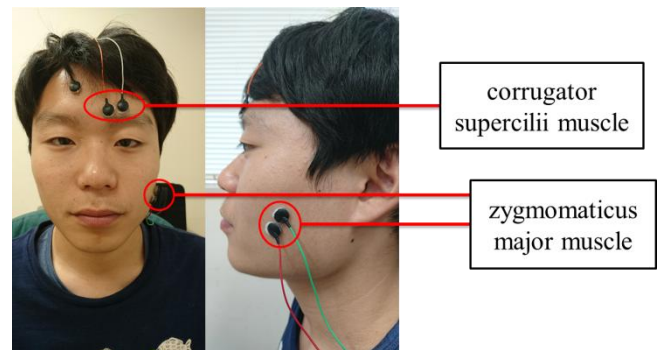 corrugator
supercilii muscle
zygmomaticus
major muscle